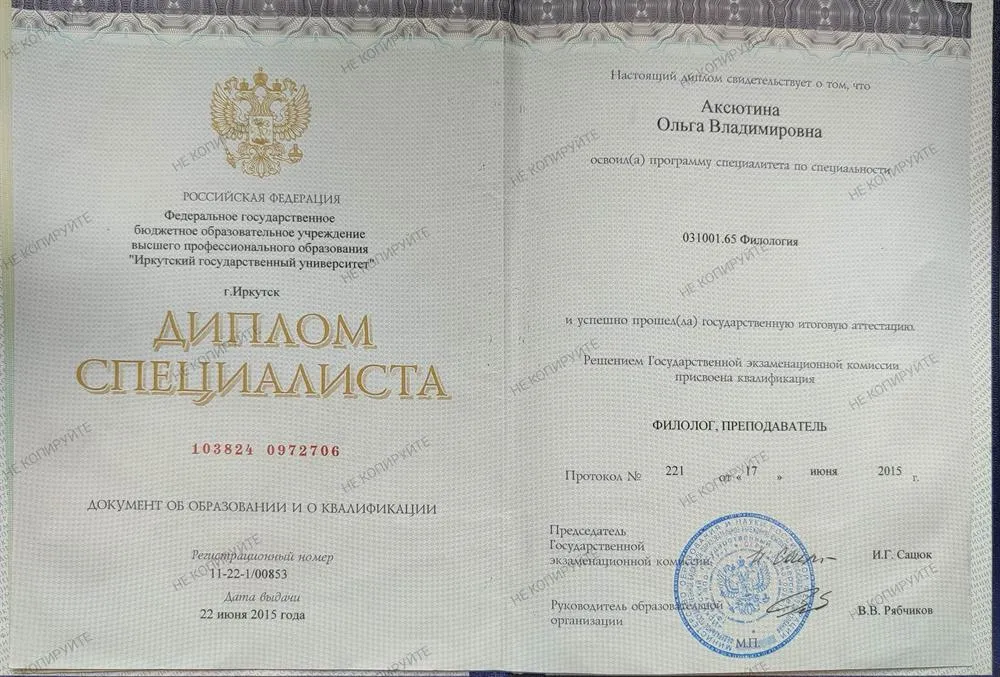 РОССИЙСКАЯ ФЕДЕРАЦИЯ
Федеральное государственное
бюджетное образовательное учреждение
высшего профессионального образования
"Иркутский государственный университет"
г.Иркутск
ДИПЛОМ
СПЕЦИАЛИСТА
103824 0972706
ДОКУМЕНТ ОБ ОБРАЗОВАНИИ И О КВАЛИФИКАЦИИ
Регистрационный номер
11-22-1/00853
Дата выдачи
22 июня 2015 года
Настоящий диплом свидетельствует о том, что
Аксютина
Ольга Владимировна
освоил(а) программу специалитета по специальности
031001.65 Филология
и успешно прошел(ла) государственную итоговую аттестацию.
Решением Государственной экзаменационной комиссии
присвоена квалификация
ФИЛОЛОГ, ПРЕПОДАВАТЕЛЬ
Протокол № 221 от « 17 » июня 2015 г.
Председатель
Государственной
экзаменационной комиссии
И.Г. Сацюк
Руководитель образовательной
организации
В.В. Рябчиков
М.П.
НЕ КОПИРУЙТЕ